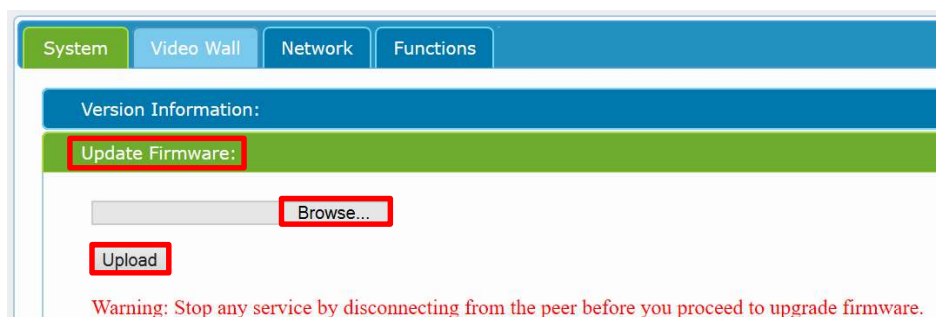 System Video Wall Network Functions
Version Information:
Update Firmware:
Browse...
Upload
Warning: Stop any service by disconnecting from the peer before you proceed to upgrade firmware.